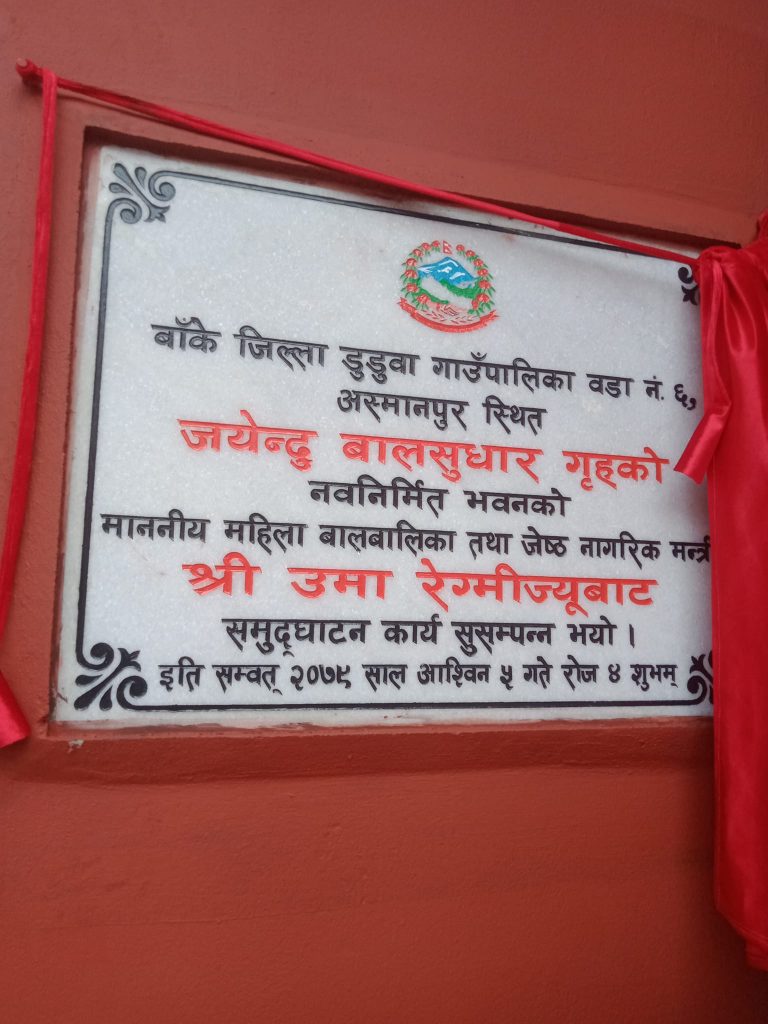 बाँके जिल्ला डुडुवा गाउँपालिका वडा नं. ६,
अस्मानपुर स्थित
जयेन्दु बालसुधार गृहको
नवनिर्मित भवनको
माननीय महिला बालबालिका तथा जेष्ठ नागरिक मन्त्री
श्री उमा रेग्मीज्यूबाट
समुद्घाटन कार्य सुसम्पन्न भयो ।
इति सम्वत् २०७९ साल आश्विन ५ गते रोज ४ शुभम्